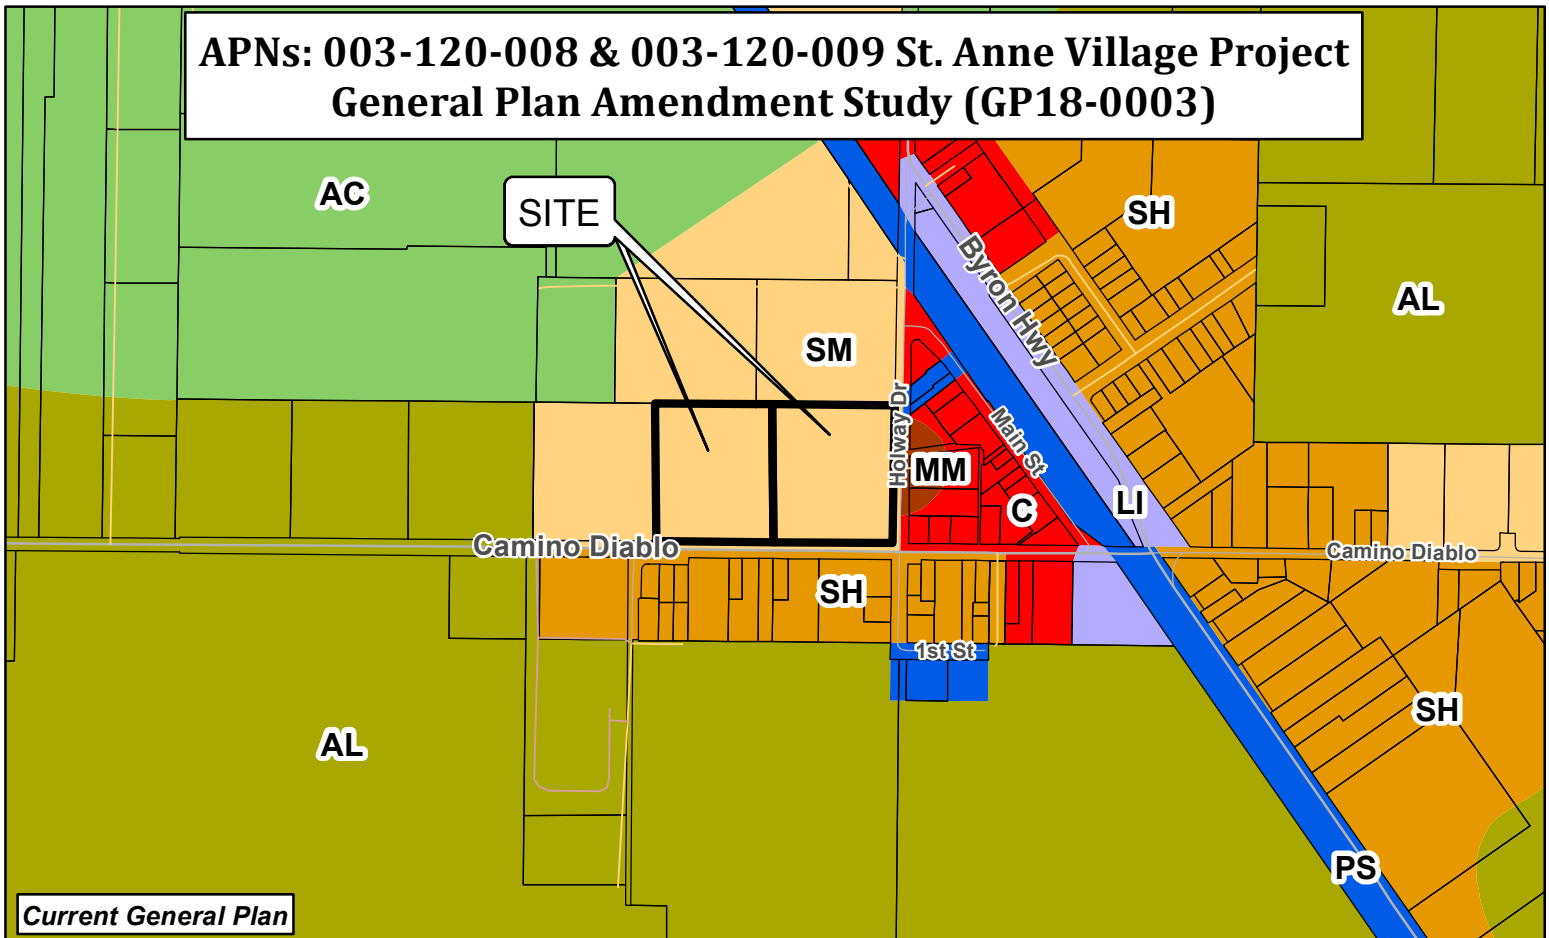 APNs: 003-120-008 & 003-120-009 St. Anne Village Project
General Plan Amendment Study (GP18-0003)
AC
SITE
SH
Byron Hwy
AL
SM
Holway Dr
Main St
MM
C
LI
Camino Diablo
Camino Diablo
SH
1st St
SH
AL
PS
Current General Plan